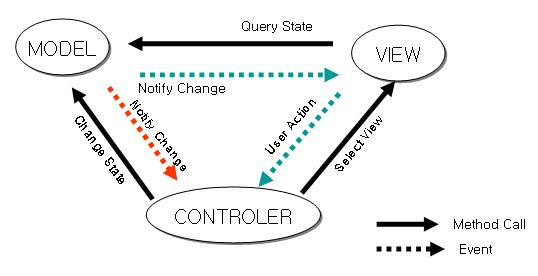 Query State
MODEL
VIEW
Notify Change
Notify Change
User Action
Change State
Select View
CONTROLER
Method Call
Event